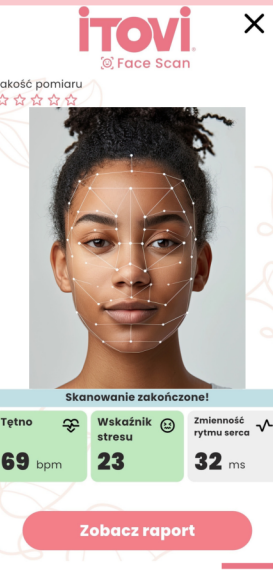 iTOVi
Face Scan
akość pomiaru
Skanowanie zakończone!
Tętno
69 bpm
Wskaźnik
stresu
23
Zmienność
rytmu serca
32 ms
Zobacz raport